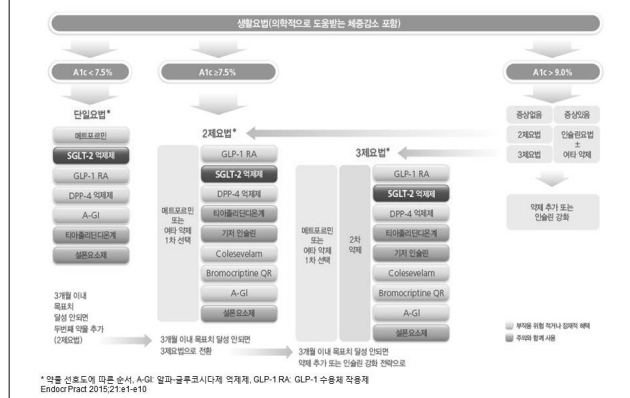 생활요법(의학적으로 도움받는 체중감소 포함)
A1c < 7.5%
A1c ≥7.5%
A1c > 9.0%
단일요법*
메트포르민
SGLT-2 억제제
GLP-1 RA
DPP-4 억제제
A-GI
티아졸리딘디온계
설폰요소제
3개월 이내
목표치
달성 안되면
두번째 약물 추가
(2제요법)
2제요법*
메트포르민
또는
여타 약제
1차 선택
GLP-1 RA
SGLT-2 억제제
DPP-4 억제제
티아졸리딘디온계
기저 인슐린
Colesevelam
Bromocriptine QR
A-GI
설폰요소제
3개월 이내 목표치 달성 안되면
3제요법으로 전환
3제요법*
메트포르민
또는
여타 약제
1차 선택
2차
약제
GLP-1 RA
SGLT-2 억제제
DPP-4 억제제
티아졸리딘디온계
기저 인슐린
Colesevelam
Bromocriptine QR
A-GI
설폰요소제
3개월 이내 목표치 달성 안되면
약제 추가 또는 인슐린 강화 전략으로
증상없음
증상있음
2제요법
3제요법
인슐린요법
±
여타 약제
약제 추가 또는
인슐린 강화
부작용 위험 적거나 잠재적 혜택
주의와 함께 사용
* 약물 선호도에 따른 순서, A-GI: 알파-글루코시다제 억제제, GLP-1 RA: GLP-1 수용체 작용제
Endocr Pract 2015;21:e1-e10